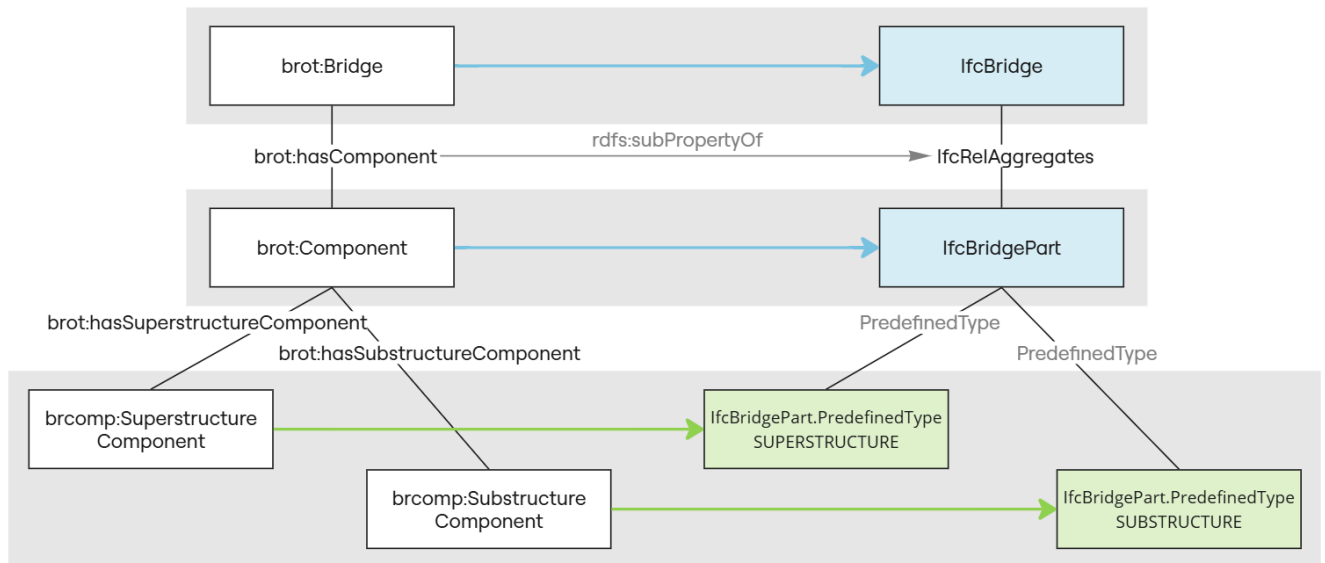 brot:Bridge
IfcBridge
rdfs:subPropertyOf
brot:hasComponent
IfcRelAggregates
brot:Component
IfcBridgePart
brot:hasSuperstructureComponent
PredefinedType
brot:hasSubstructureComponent
PredefinedType
brcomp:Superstructure
Component
IfcBridgePart.PredefinedType
SUPERSTRUCTURE
brcomp:Substructure
Component
IfcBridgePart.PredefinedType
SUBSTRUCTURE